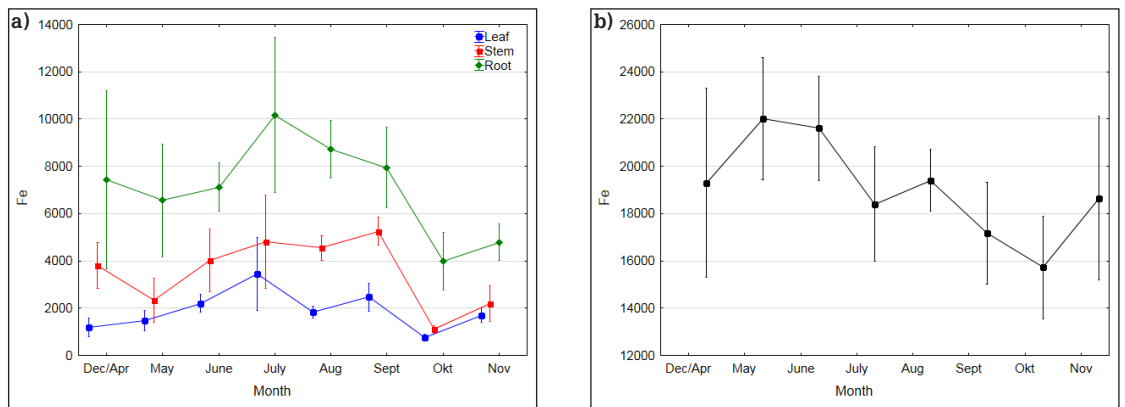 a)
Fe
14000
12000
10000
8000
6000
4000
2000
0
Leaf
Stem
Root
Dec/Apr May June July Aug Sept Okt Nov
Month
b)
Fe
26000
24000
22000
20000
18000
16000
14000
12000
Dec/Apr May June July Aug Sept Okt Nov
Month